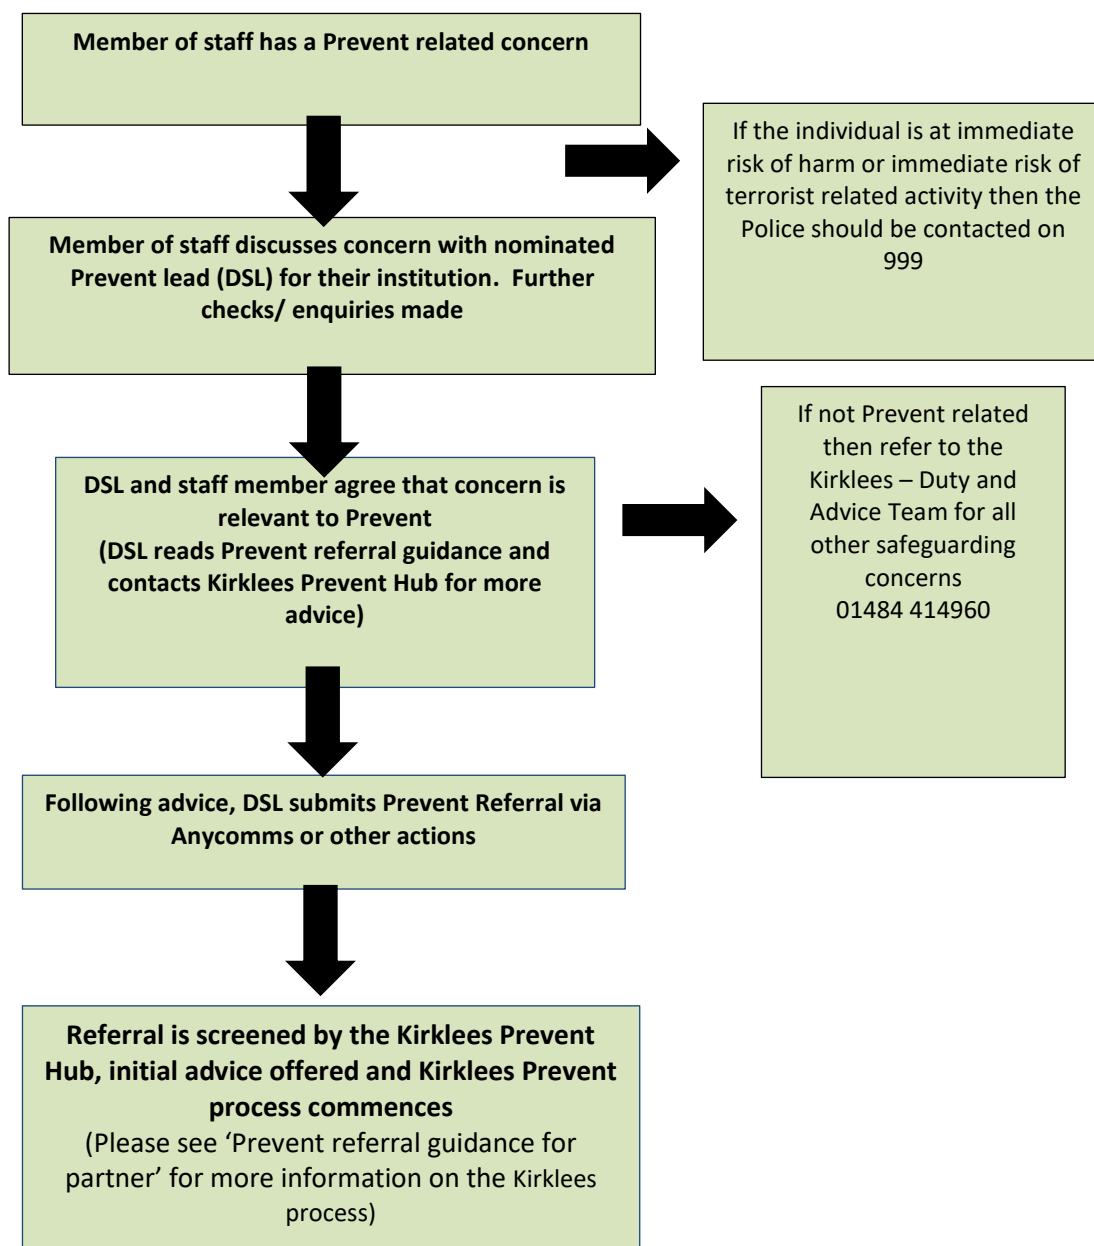 Member of staff has a Prevent related concern
If the individual is at immediate
risk of harm or immediate risk of
terrorist related activity then the
Police should be contacted on
999
Member of staff discusses concern with nominated
Prevent lead (DSL) for their institution.  Further
checks/ enquiries made
DSL and staff member agree that concern is
relevant to Prevent
(DSL reads Prevent referral guidance and
contacts Kirklees Prevent Hub for more
advice)
If not Prevent related
then refer to the
Kirklees – Duty and
Advice Team for all
other safeguarding
concerns
01484 414960
Following advice, DSL submits Prevent Referral via
Anycomms or other actions
Referral is screened by the Kirklees Prevent
Hub, initial advice offered and Kirklees Prevent
process commences
(Please see ‘Prevent referral guidance for
partner’ for more information on the Kirklees
process)